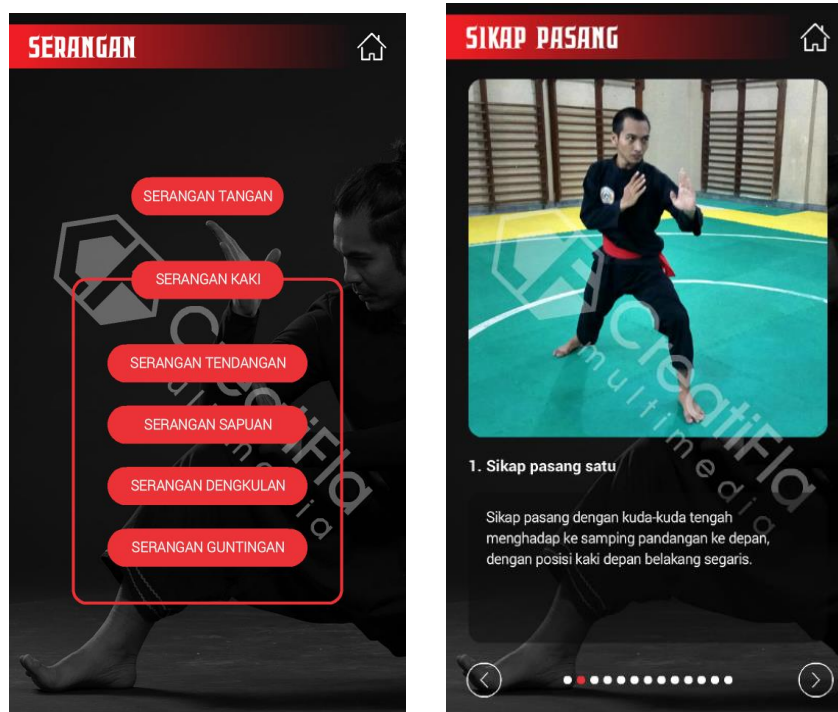 SERANGAN
SERANGAN TANGAN
SERANGAN KAKI
SERANGAN TENDANGAN
SERANGAN SAPUAN
SERANGAN DENGKULAN
SERANGAN GUNTINGAN
CreatiFla
multimedia
SIKAP PASANG
1. Sikap pasang satu
Sikap pasang dengan kuda-kuda tengah
menghadap ke samping pandangan ke depan,
dengan posisi kaki depan belakang segaris.
CreatiFla
multimedia